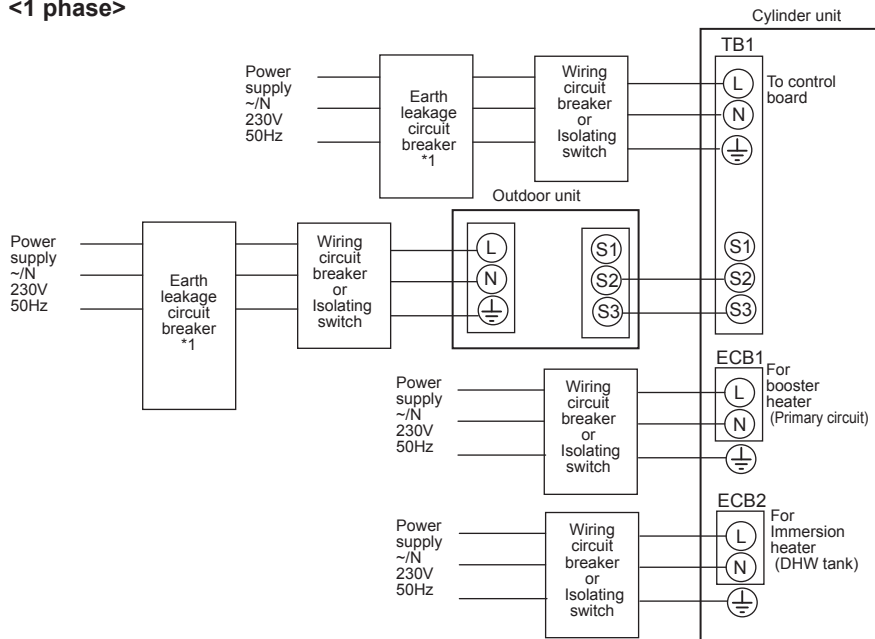 <1 phase>
Cylinder unit
TB1
Power
supply
~/N
230V
50Hz
Earth
leakage
circuit
breaker
*1
Wiring
circuit
breaker
or
Isolating
switch
L
N
To control
board
Outdoor unit
Power
supply
~/N
230V
50Hz
Earth
leakage
circuit
breaker
*1
Wiring
circuit
breaker
or
Isolating
switch
L
N
S1
S2
S3
S1
S2
S3
ECB1
Power
supply
~/N
230V
50Hz
Wiring
circuit
breaker
or
Isolating
switch
L
N
For
booster
heater
(Primary circuit)
ECB2
Power
supply
~/N
230V
50Hz
Wiring
circuit
breaker
or
Isolating
switch
L
N
For
Immersion
heater
(DHW tank)